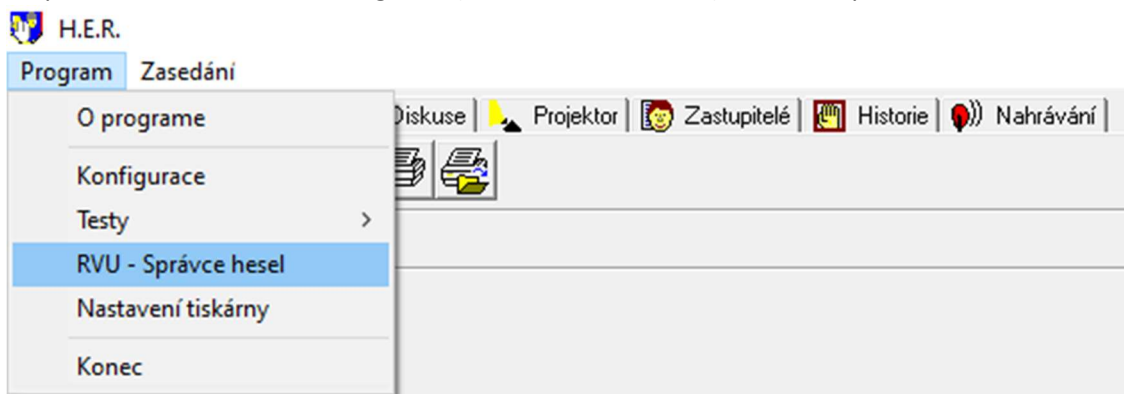 H.E.R.
Program Zasedání
O programe
Diskuse Projektor Zastupitelé Historie Nahrávání
Konfigurace
Testy >
RVU - Správce hesel
Nastavení tiskárny
Konec